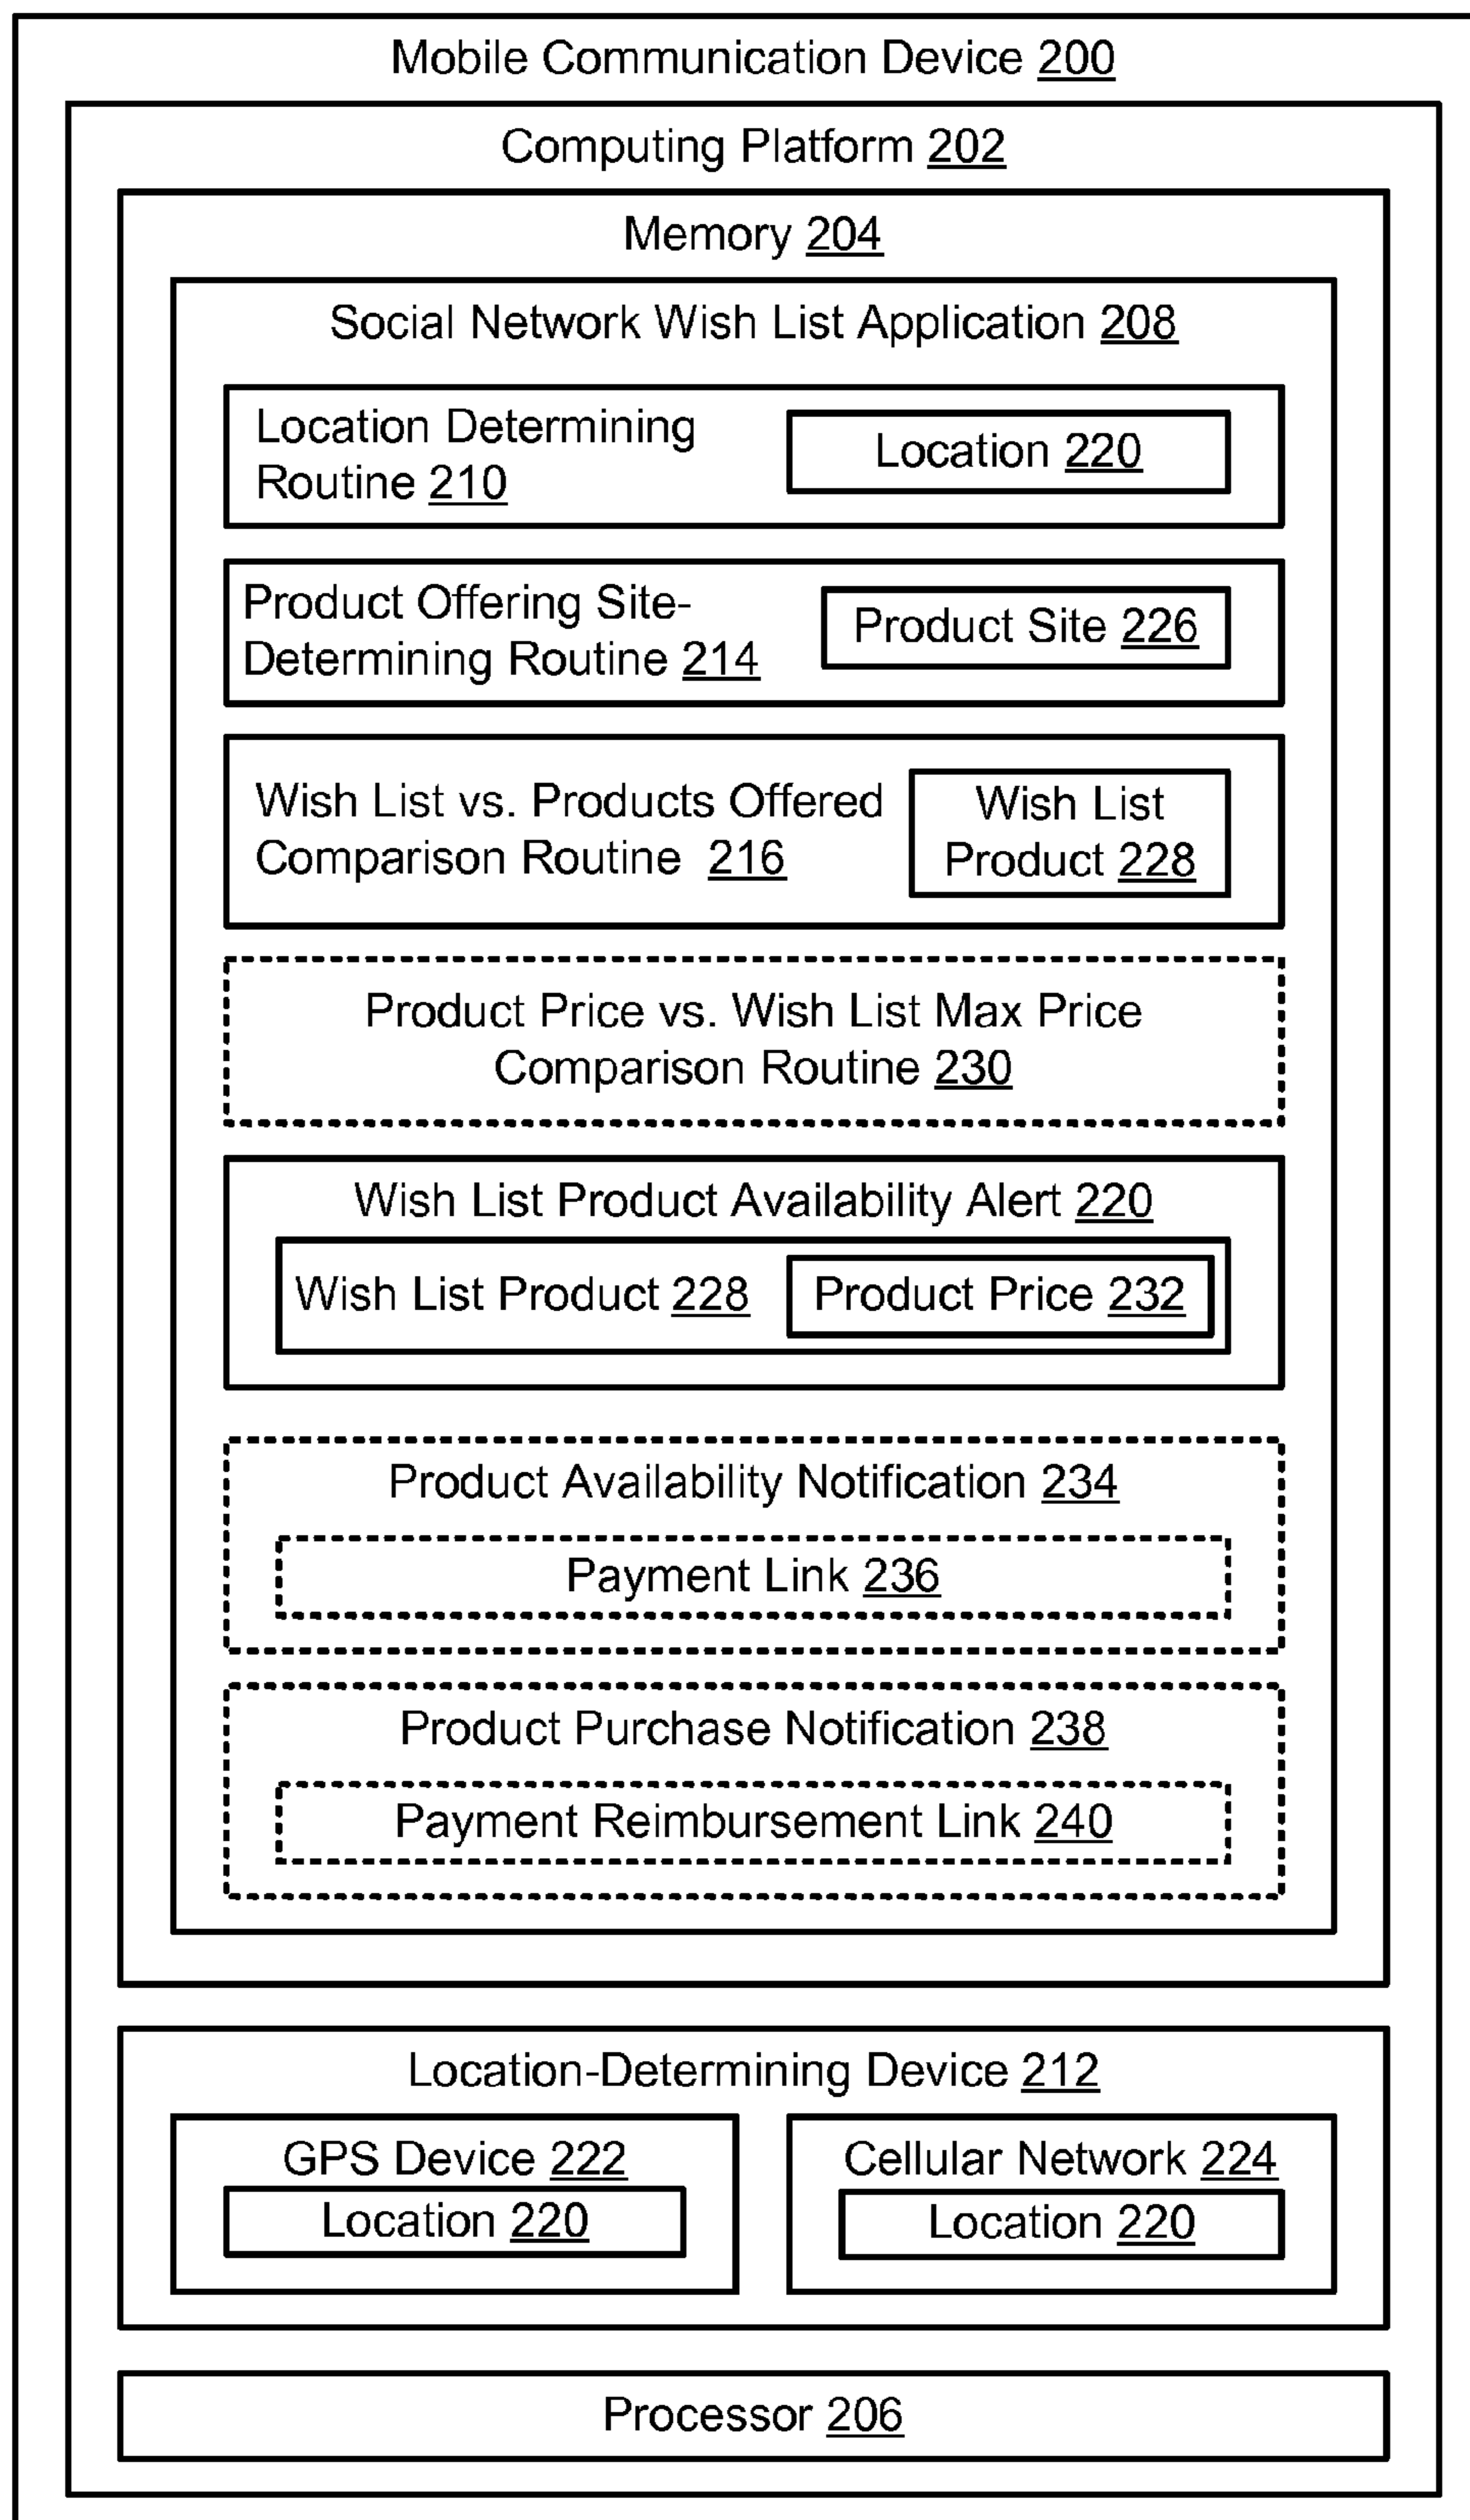 Mobile Communication Device 200
Computing Platform 202
Memory 204
Social Network Wish List Application 208
Location Determining
Routine 210
Location 220
Product Offering Site-
Determining Routine 214
Product Site 226
Wish List vs. Products Offered
Comparison Routine 216
Wish List
Product 228
Product Price vs. Wish List Max Price
Comparison Routine 230
Wish List Product Availability Alert 220
Wish List Product 228
Product Price 232
Product Availability Notification 234
Payment Link 236
Product Purchase Notification 238
Payment Reimbursement Link 240
Location-Determining Device 212
GPS Device 222
Location 220
Cellular Network 224
Location 220
Processor 206